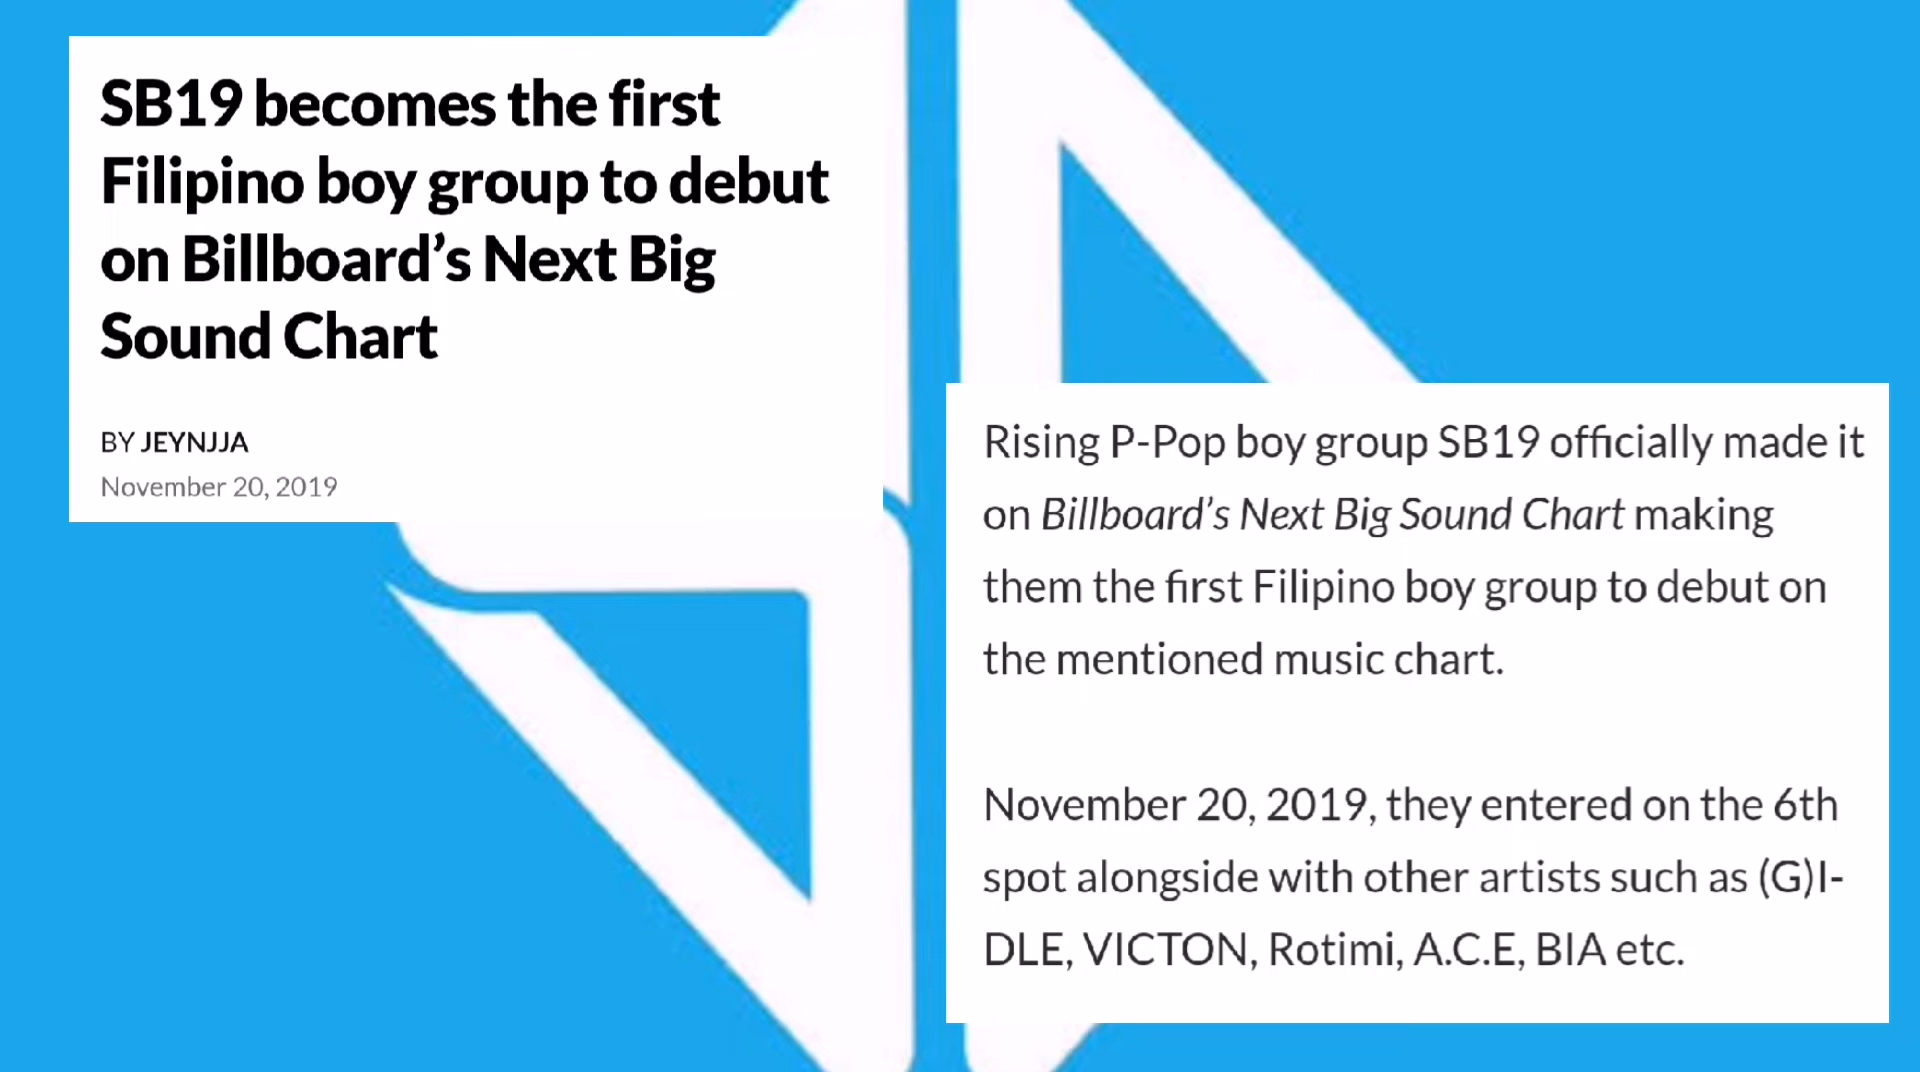 SB19 becomes the first
Filipino boy group to debut
on Billboard’s Next Big
Sound Chart
BY JEYNJJA
November 20, 2019
Rising P-Pop boy group SB19 officially made it
on Billboard’s Next Big Sound Chart making
them the first Filipino boy group to debut on
the mentioned music chart.
November 20, 2019, they entered on the 6th
spot alongside with other artists such as (G)I-
DLE, VICTON, Rotimi, A.C.E, BIA etc.